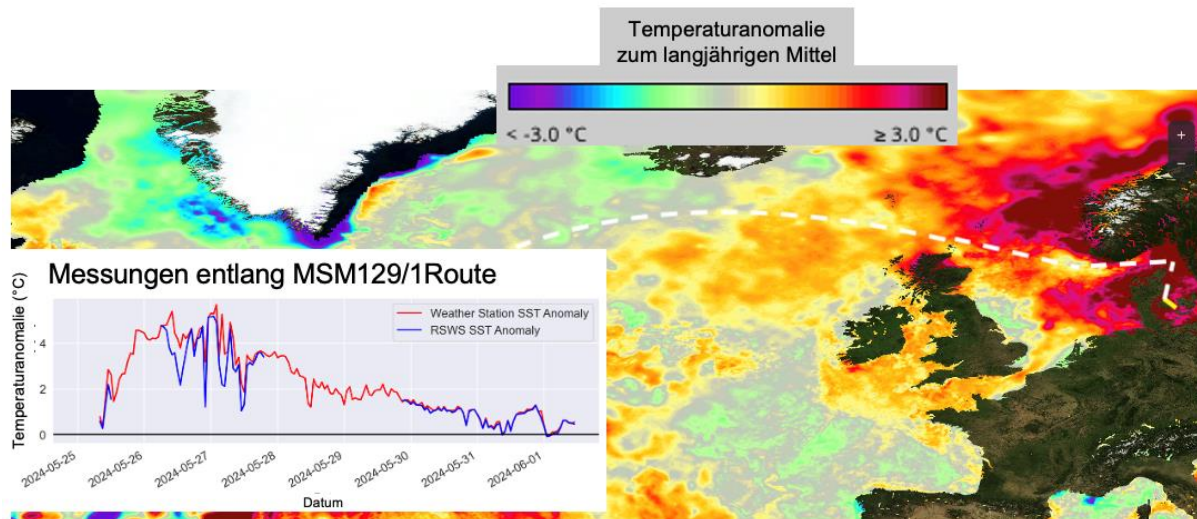 Temperaturanomalie
zum langjährigen Mittel
< -3.0 °C
≥ 3.0 °C
+
−
Messungen entlang MSM129/1Route
Temperaturanomalie (°C)
Weather Station SST Anomaly
RSWS SST Anomaly
4
2
0
2024-05-25
2024-05-26
2024-05-27
2024-05-28
2024-05-29
2024-05-30
2024-05-31
2024-06-01
Datum